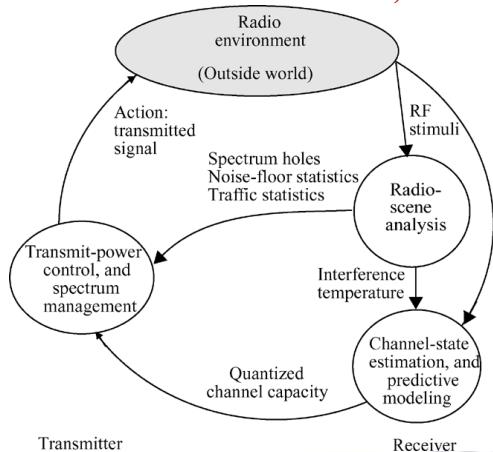 Radio
environment
(Outside world)
Action:
transmitted
signal
RF
stimuli
Spectrum holes
Noise-floor statistics
Traffic statistics
Radio-
scene
analysis
Transmit-power
control, and
spectrum
management
Interference
temperature
Channel-state
estimation, and
predictive
modeling
Quantized
channel capacity
Transmitter
Receiver